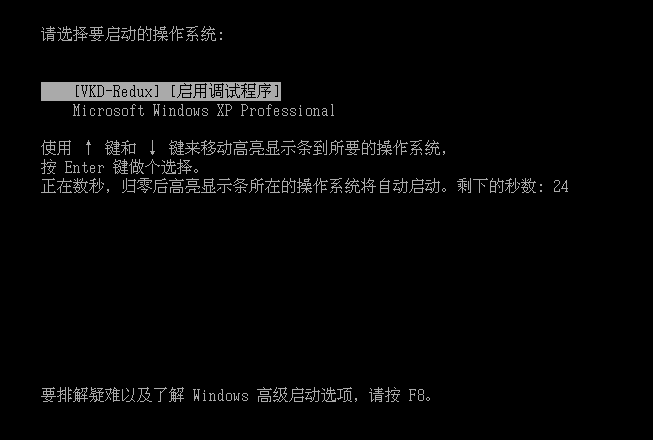 请选择要启动的操作系统:
[VKD-Redux] [启用调试程序]
Microsoft Windows XP Professional
使用 ↑ 键和 ↓ 键来移动高亮显示条到所要的操作系统,
按 Enter 键做个选择。
正在数秒, 归零后高亮显示条所在的操作系统将自动启动。剩下的秒数: 24
要排解疑难以及了解 Windows 高级启动选项, 请按 F8。